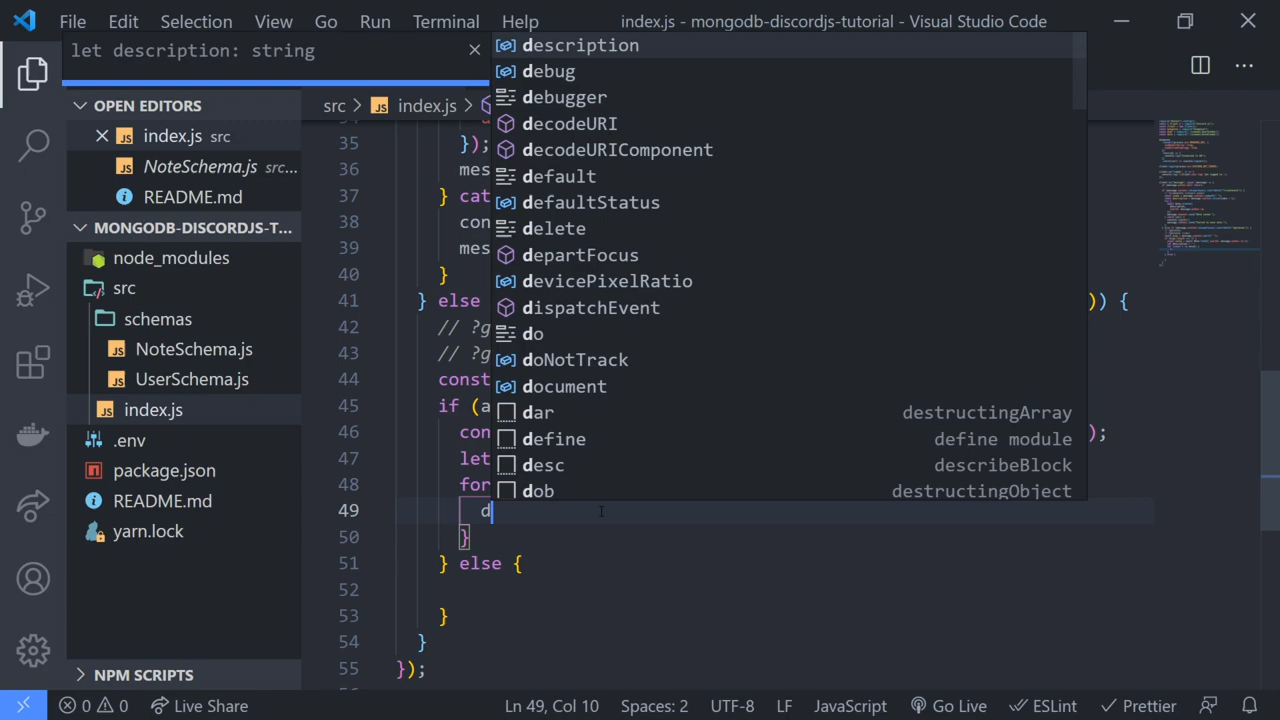 File Edit Selection View Go Run Terminal Help index.js - mongodb-discordjs-tutorial - Visual Studio Code
let description: string
OPEN EDITORS
index.js src
NoteSchema.js src...
README.md
MONGODB-DISCORDJS-T...
node_modules
src
schemas
NoteSchema.js
UserSchema.js
index.js
.env
package.json
README.md
yarn.lock
NPM SCRIPTS
src > index.js >
35 });
36 mes
37 } cat
38 con
39 mes
40 }
41 } else )) {
42 // ?g
43 // ?g
44 const
45 if (a
46 con );
47 let
48 for
49 d
50 }
51 } else {
52
53 }
54 }
55 });
description
debug
debugger
decodeURI
decodeURIComponent
default
defaultStatus
delete
departFocus
devicePixelRatio
dispatchEvent
do
doNotTrack
document
dar destructingArray
define define module
desc describeBlock
dob destructingObject
0 0 Live Share Ln 49, Col 10 Spaces: 2 UTF-8 LF JavaScript Go Live ESLint Prettier